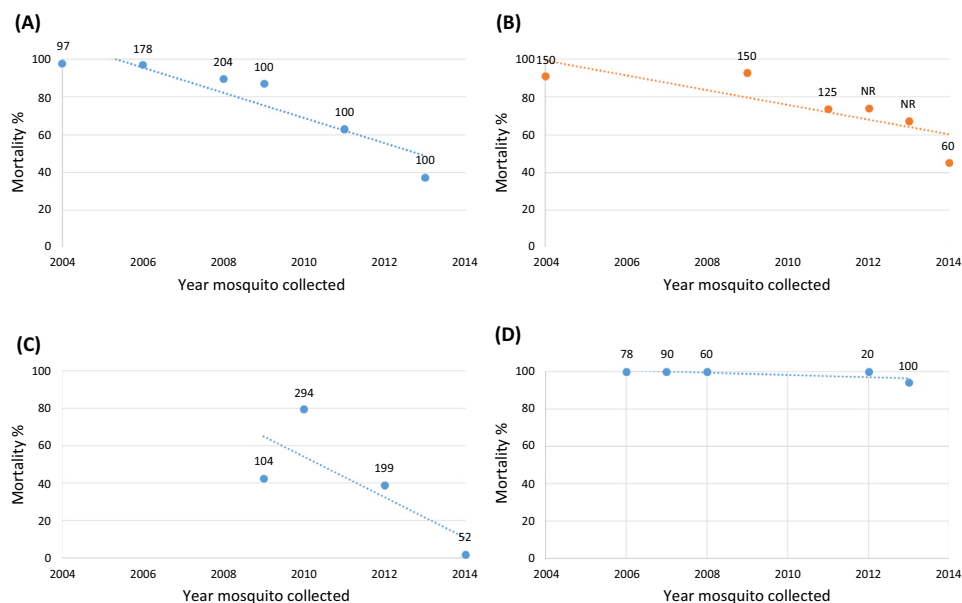 (A)
97 178 204 100 100 100
100
80
60
40
20
0
Mortality %
2004 2006 2008 2010 2012 2014
Year mosquito collected
(B)
150 150 125 NR NR 60
100
80
60
40
20
0
Mortality %
2004 2006 2008 2010 2012 2014
Year mosquito collected
(C)
104 294 199 52
100
80
60
40
20
0
Mortality %
2004 2006 2008 2010 2012 2014
Year mosquito collected
(D)
78 90 60 20 100
100
80
60
40
20
0
Mortality %
2004 2006 2008 2010 2012 2014
Year mosquito collected